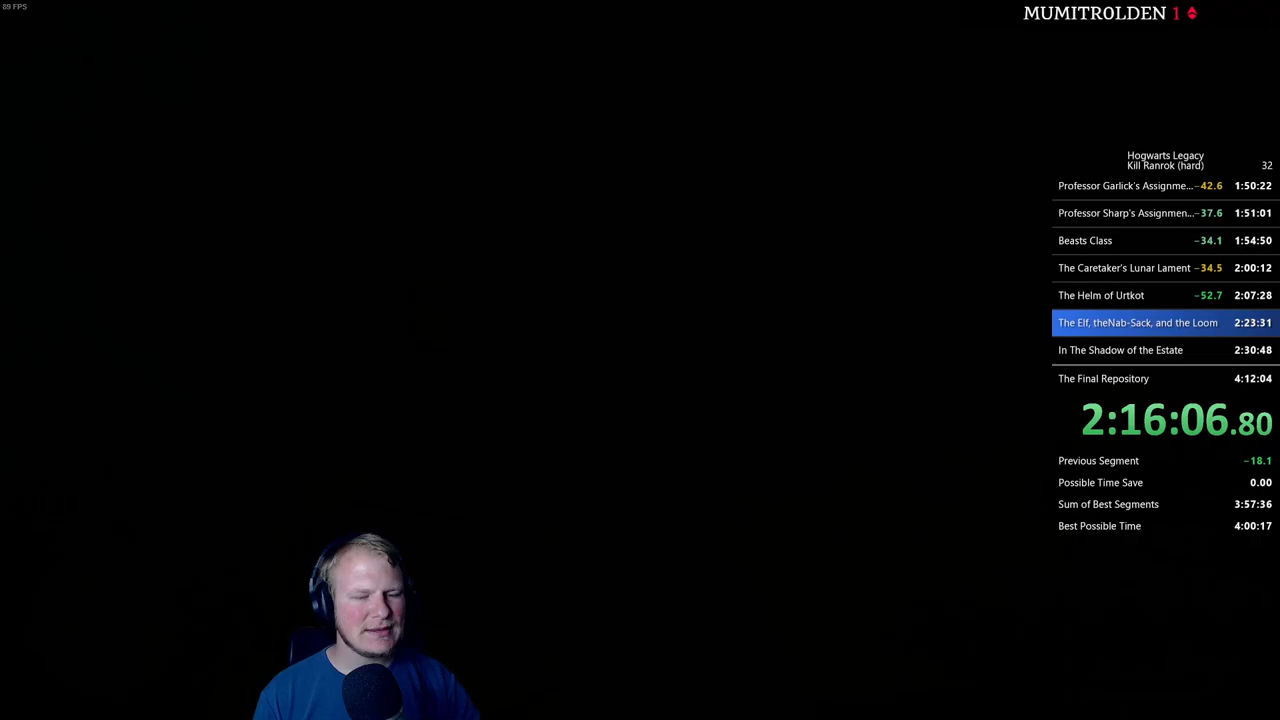 89 FPS
MUMITR0LDEN 1
Hogwarts Legacy
Kill Ranrok (hard) 32
Professor Garlick's Assignme... -42.6 1:50:22
Professor Sharp's Assignmen... -37.6 1:51:01
Beasts Class -34.1 1:54:50
The Caretaker's Lunar Lament -34.5 2:00:12
The Helm of Urtkot -52.7 2:07:28
The Elf, theNab-Sack, and the Loom 2:23:31
In The Shadow of the Estate 2:30:48
The Final Repository 4:12:04
2:16:06.80
Previous Segment -18.1
Possible Time Save 0.00
Sum of Best Segments 3:57:36
Best Possible Time 4:00:17